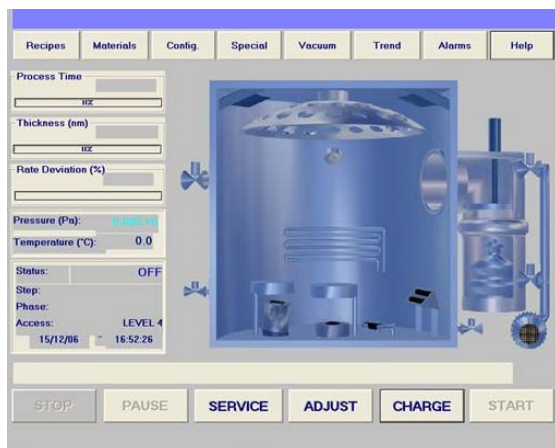 Recipes Materials Config. Special Vacuum Trend Alarms Help
Process Time
Thickness (nm)
Rate Deviation (%)
Pressure (Pa):
Temperature (°C): 0.0
Status: OFF
Step:
Phase:
Access: LEVEL 4
15/12/06 - 16:52:26
STOP PAUSE SERVICE ADJUST CHARGE START